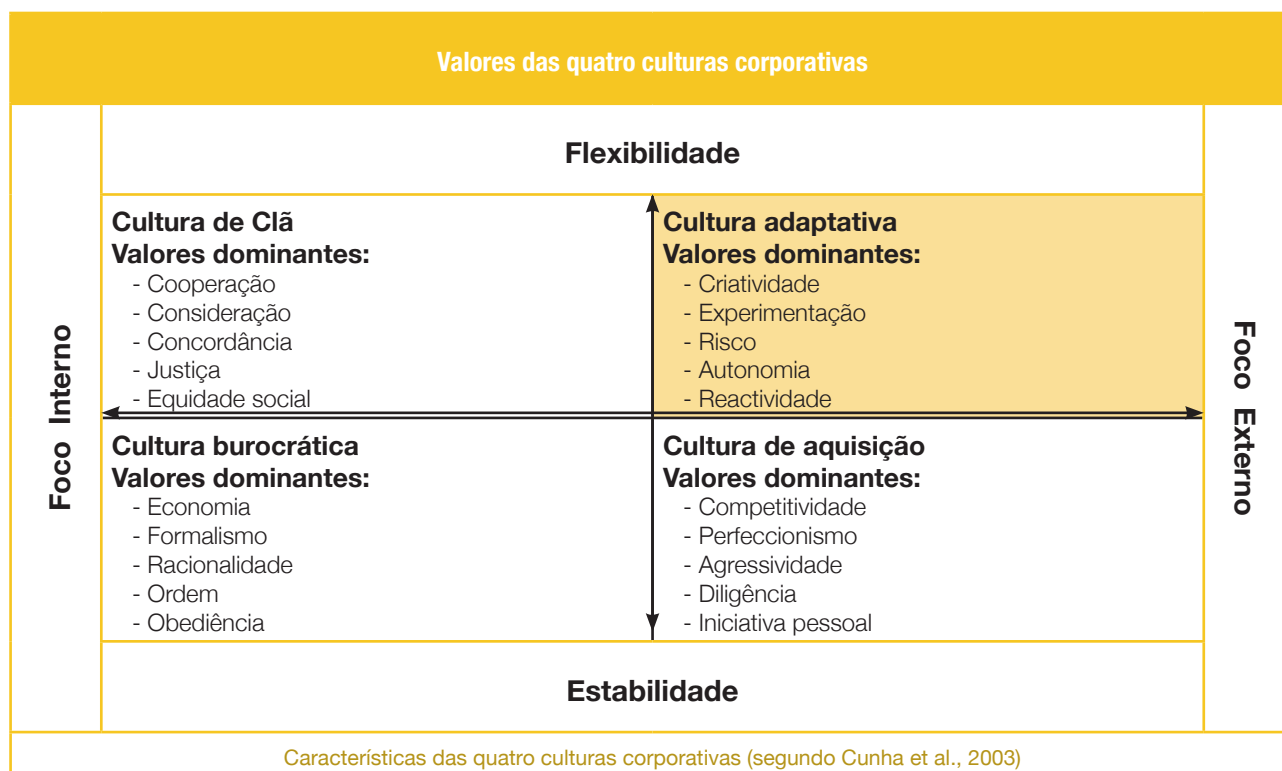 Valores das quatro culturas corporativas
Flexibilidade
Foco Interno
Cultura de Clã
Valores dominantes:
- Cooperação
- Consideração
- Concordância
- Justiça
- Equidade social
Cultura adaptativa
Valores dominantes:
- Criatividade
- Experimentação
- Risco
- Autonomia
- Reactividade
Foco Externo
Cultura burocrática
Valores dominantes:
- Economia
- Formalismo
- Racionalidade
- Ordem
- Obediência
Cultura de aquisição
Valores dominantes:
- Competitividade
- Perfeccionismo
- Agressividade
- Diligência
- Iniciativa pessoal
Estabilidade
Características das quatro culturas corporativas (segundo Cunha et al., 2003)